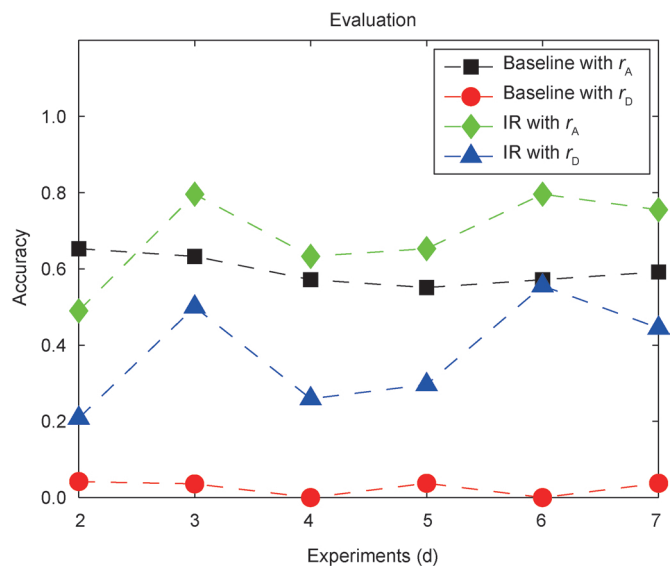 Evaluation
Baseline with rA
Baseline with rD
IR with rA
IR with rD
1.0
0.8
0.6
0.4
0.2
0.0
Accuracy
2 3 4 5 6 7
Experiments (d)